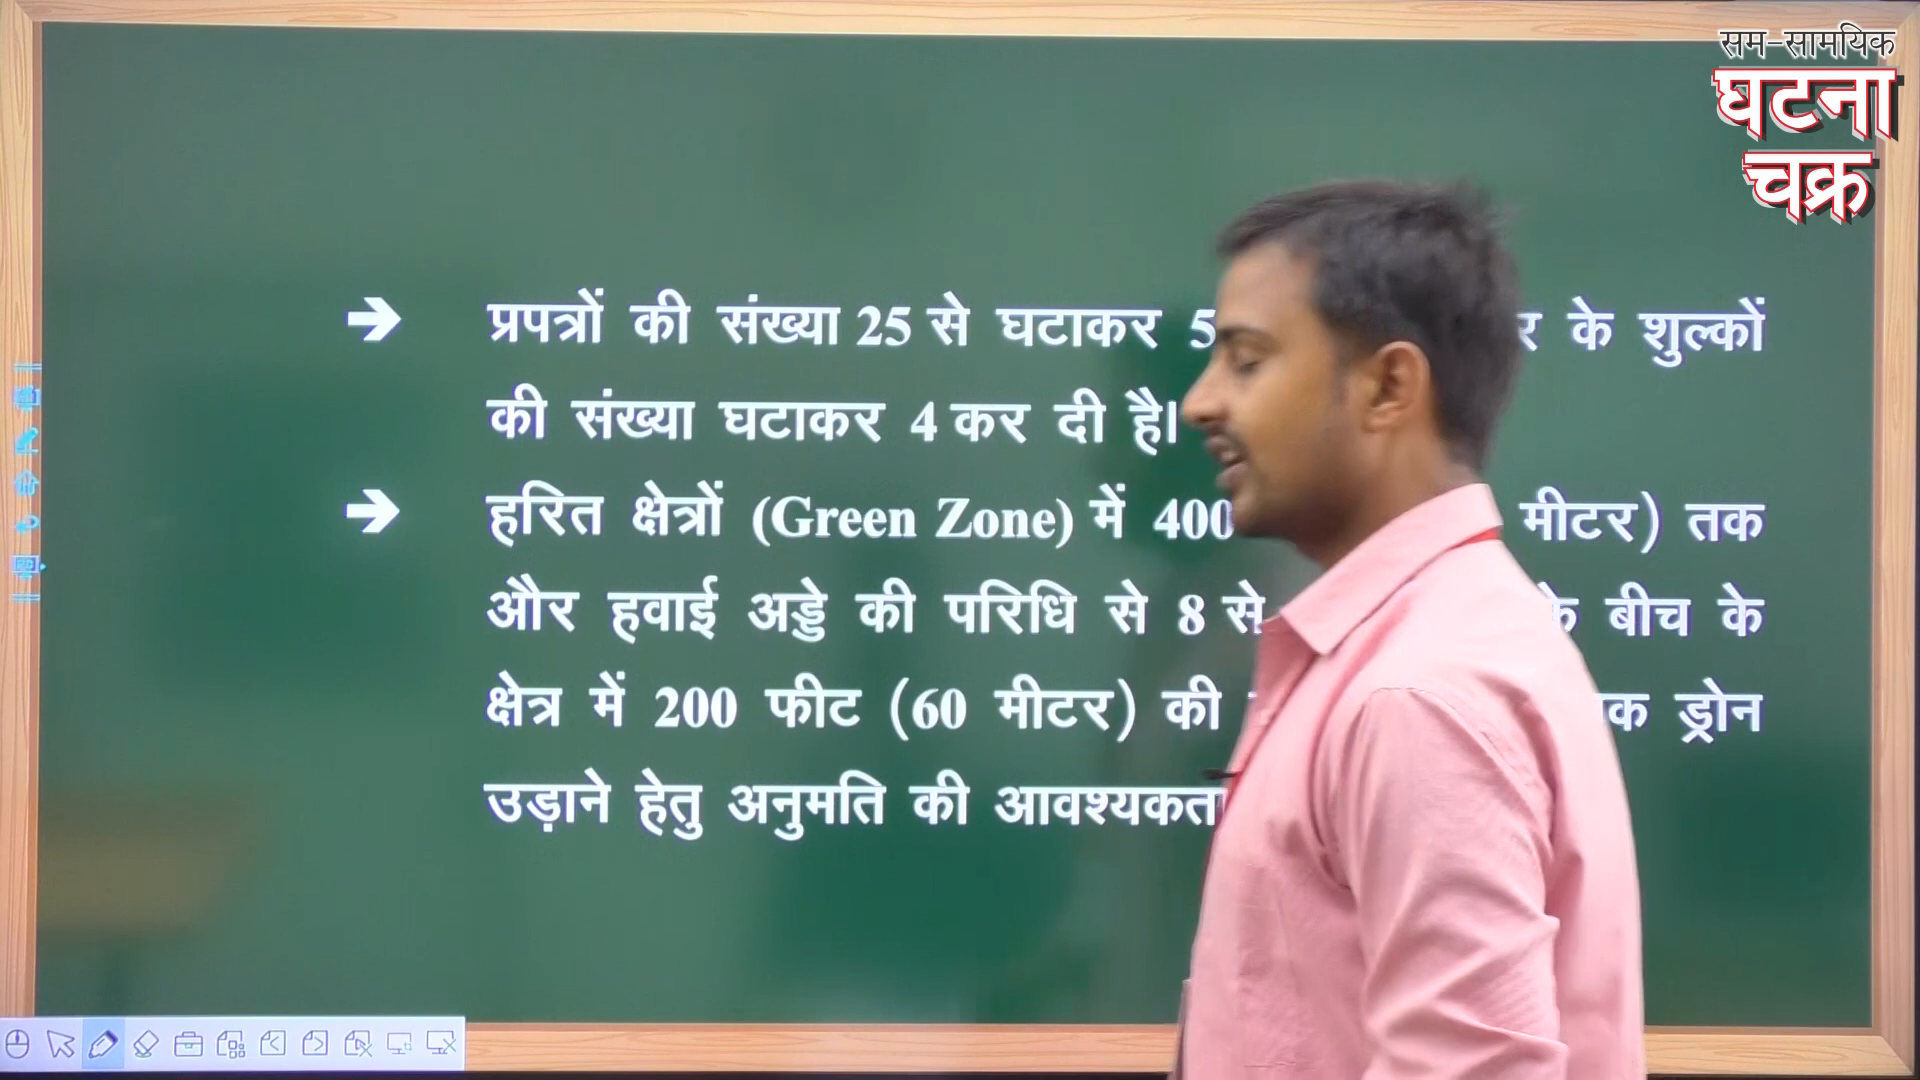 सम-सामयिक
घटना
चक्र
➔ प्रपत्रों की संख्या 25 से घटाकर 5 के शुल्कों
की संख्या घटाकर 4 कर दी है।
➔ हरित क्षेत्रों (Green Zone) में 400 मीटर) तक
और हवाई अड्डे की परिधि से 8 से के बीच के
क्षेत्र में 200 फीट (60 मीटर) की ड्रोन
उड़ाने हेतु अनुमति की आवश्यकता